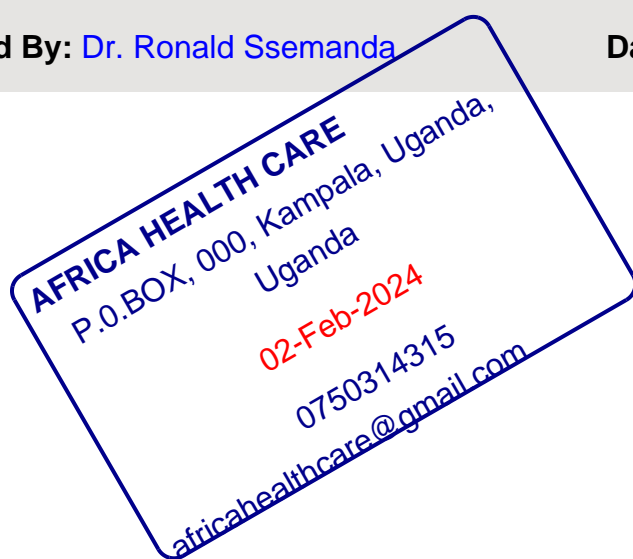 d By: Dr. Ronald Ssemanda Da
AFRICA HEALTH CARE
P.0.BOX, 000, Kampala, Uganda,
Uganda
02-Feb-2024
0750314315
africahealthcare@gmail.com